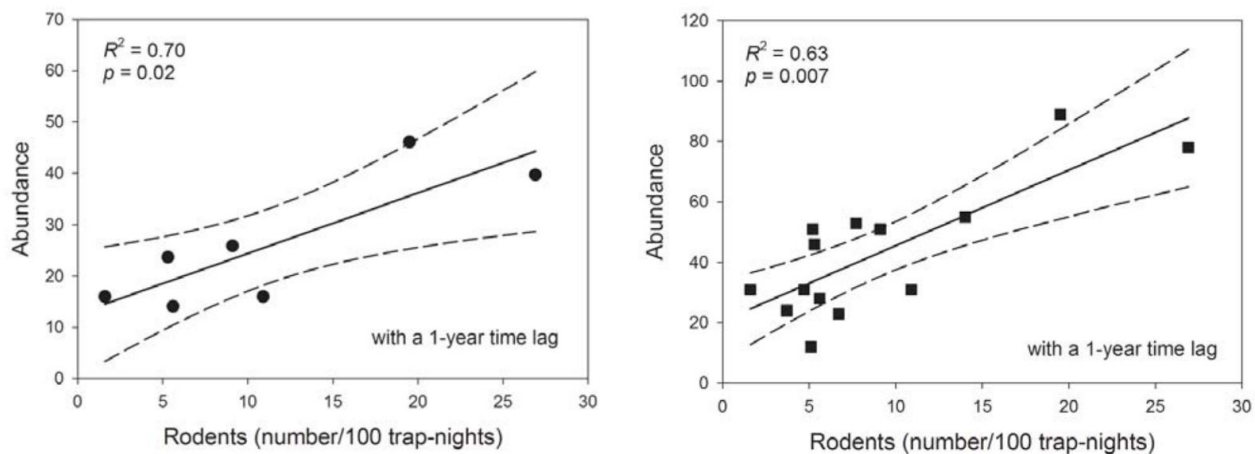 70
60
50
40
30
20
10
0
Abundance
R² = 0.70
p = 0.02
with a 1-year time lag
0 5 10 15 20 25 30
Rodents (number/100 trap-nights)
120
100
80
60
40
20
0
Abundance
R² = 0.63
p = 0.007
with a 1-year time lag
0 5 10 15 20 25 30
Rodents (number/100 trap-nights)